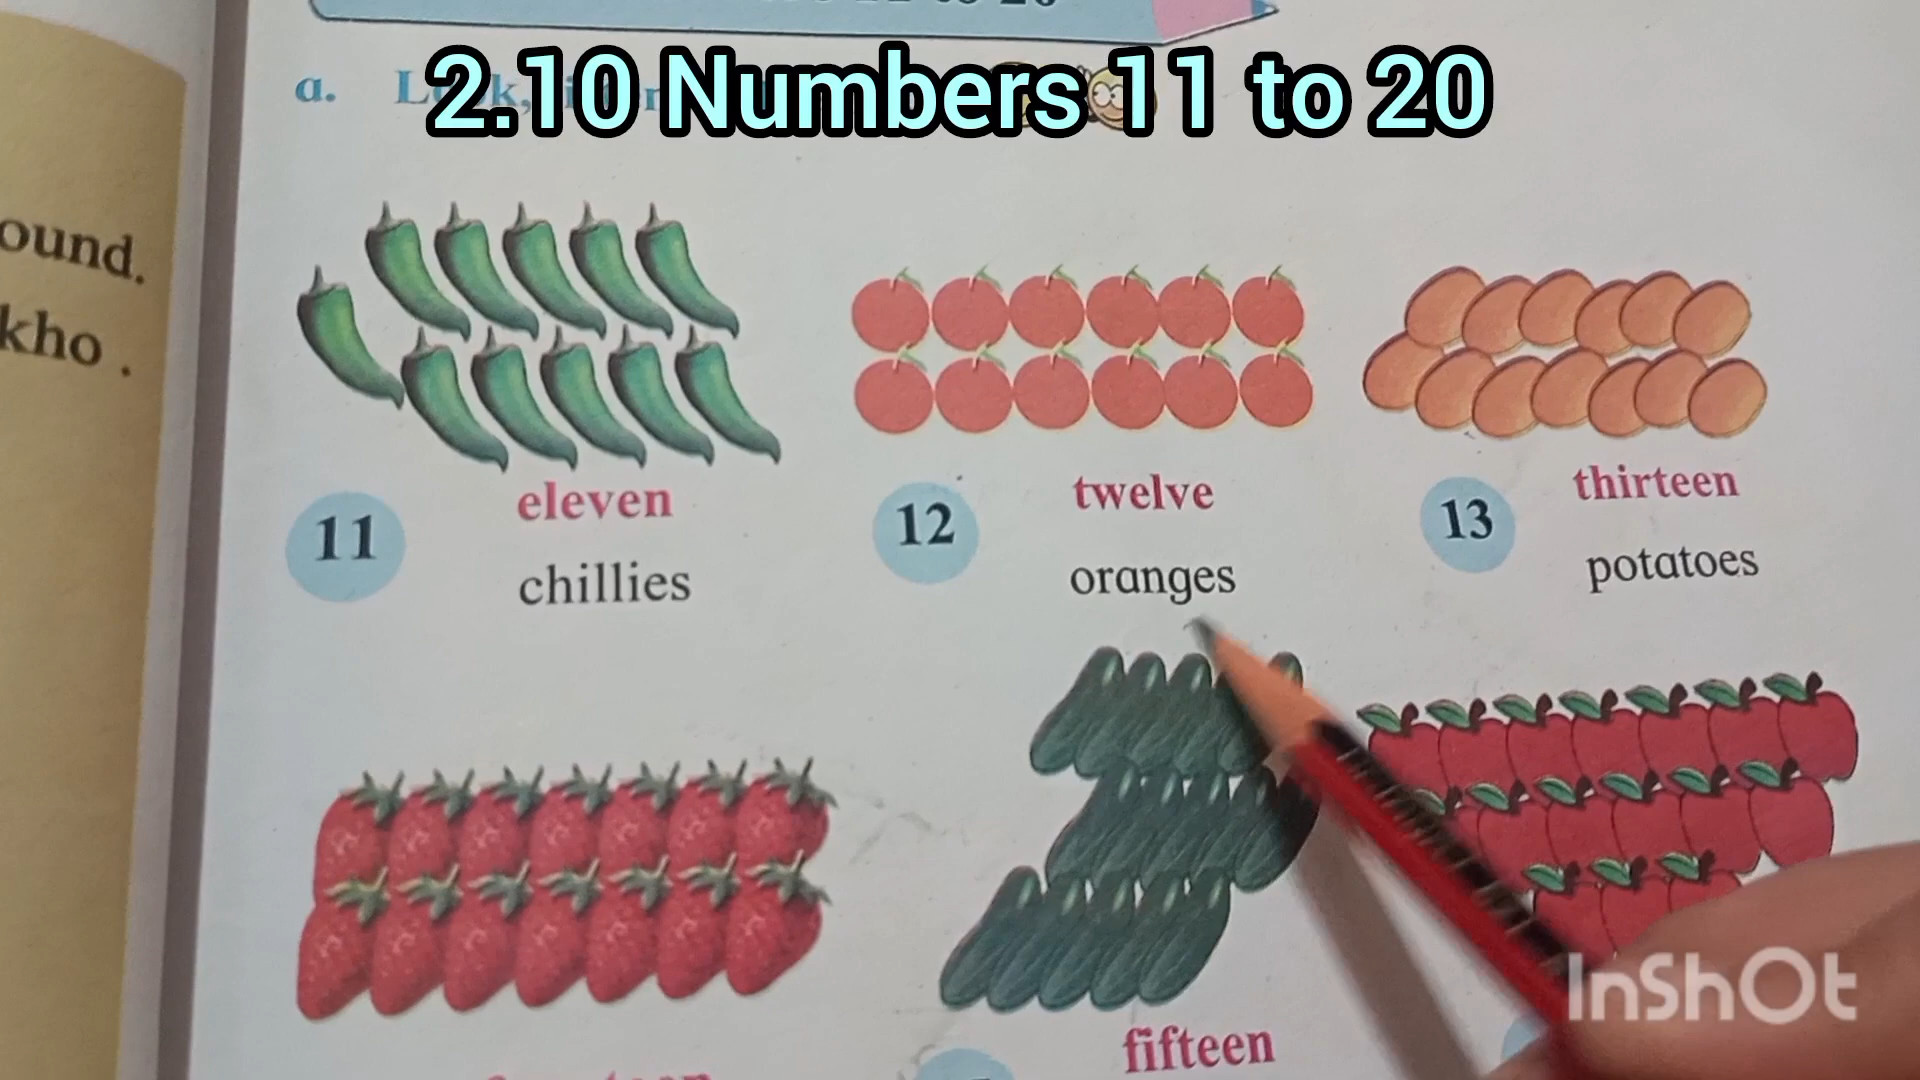 2.10 Numbers 11 to 20
a.
ound.
kho .
11 eleven
chillies
12 twelve
oranges
13 thirteen
potatoes
fifteen
InShOt